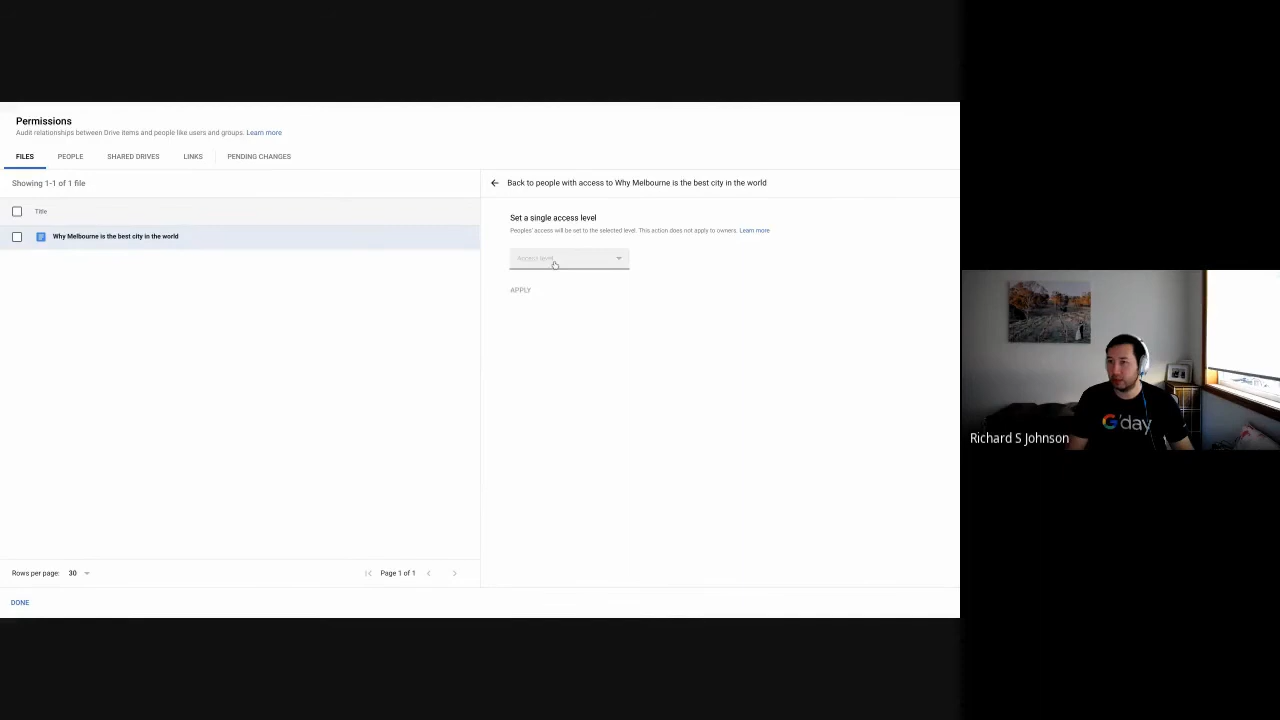 Permissions
Audit relationships between Drive items and people like users and groups. Learn more
FILES PEOPLE SHARED DRIVES LINKS PENDING CHANGES
Showing 1-1 of 1 file
Title
Why Melbourne is the best city in the world
Rows per page: 30 Page 1 of 1
DONE
Back to people with access to Why Melbourne is the best city in the world
Set a single access level
Peoples' access will be set to the selected level. This action does not apply to owners. Learn more
Access level
APPLY
G'day
Richard S Johnson